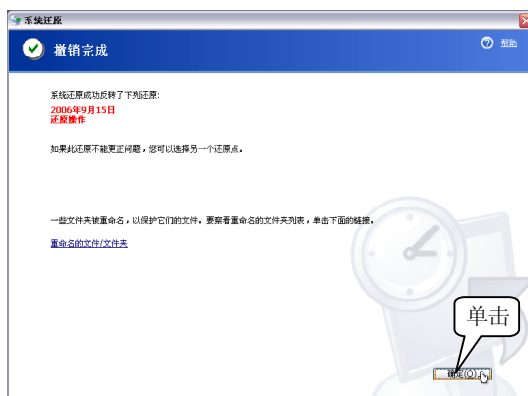 系统还原
撤销完成
帮助
系统还原成功反转了下列还原:
2006年9月15日
还原操作
如果此还原不能更正问题，您可以选择另一个还原点。
一些文件夹被重命名，以保护它们的文件。要察看重命名的文件夹列表，单击下面的链接。
重命名的文件/文件夹
单击
确定(O)